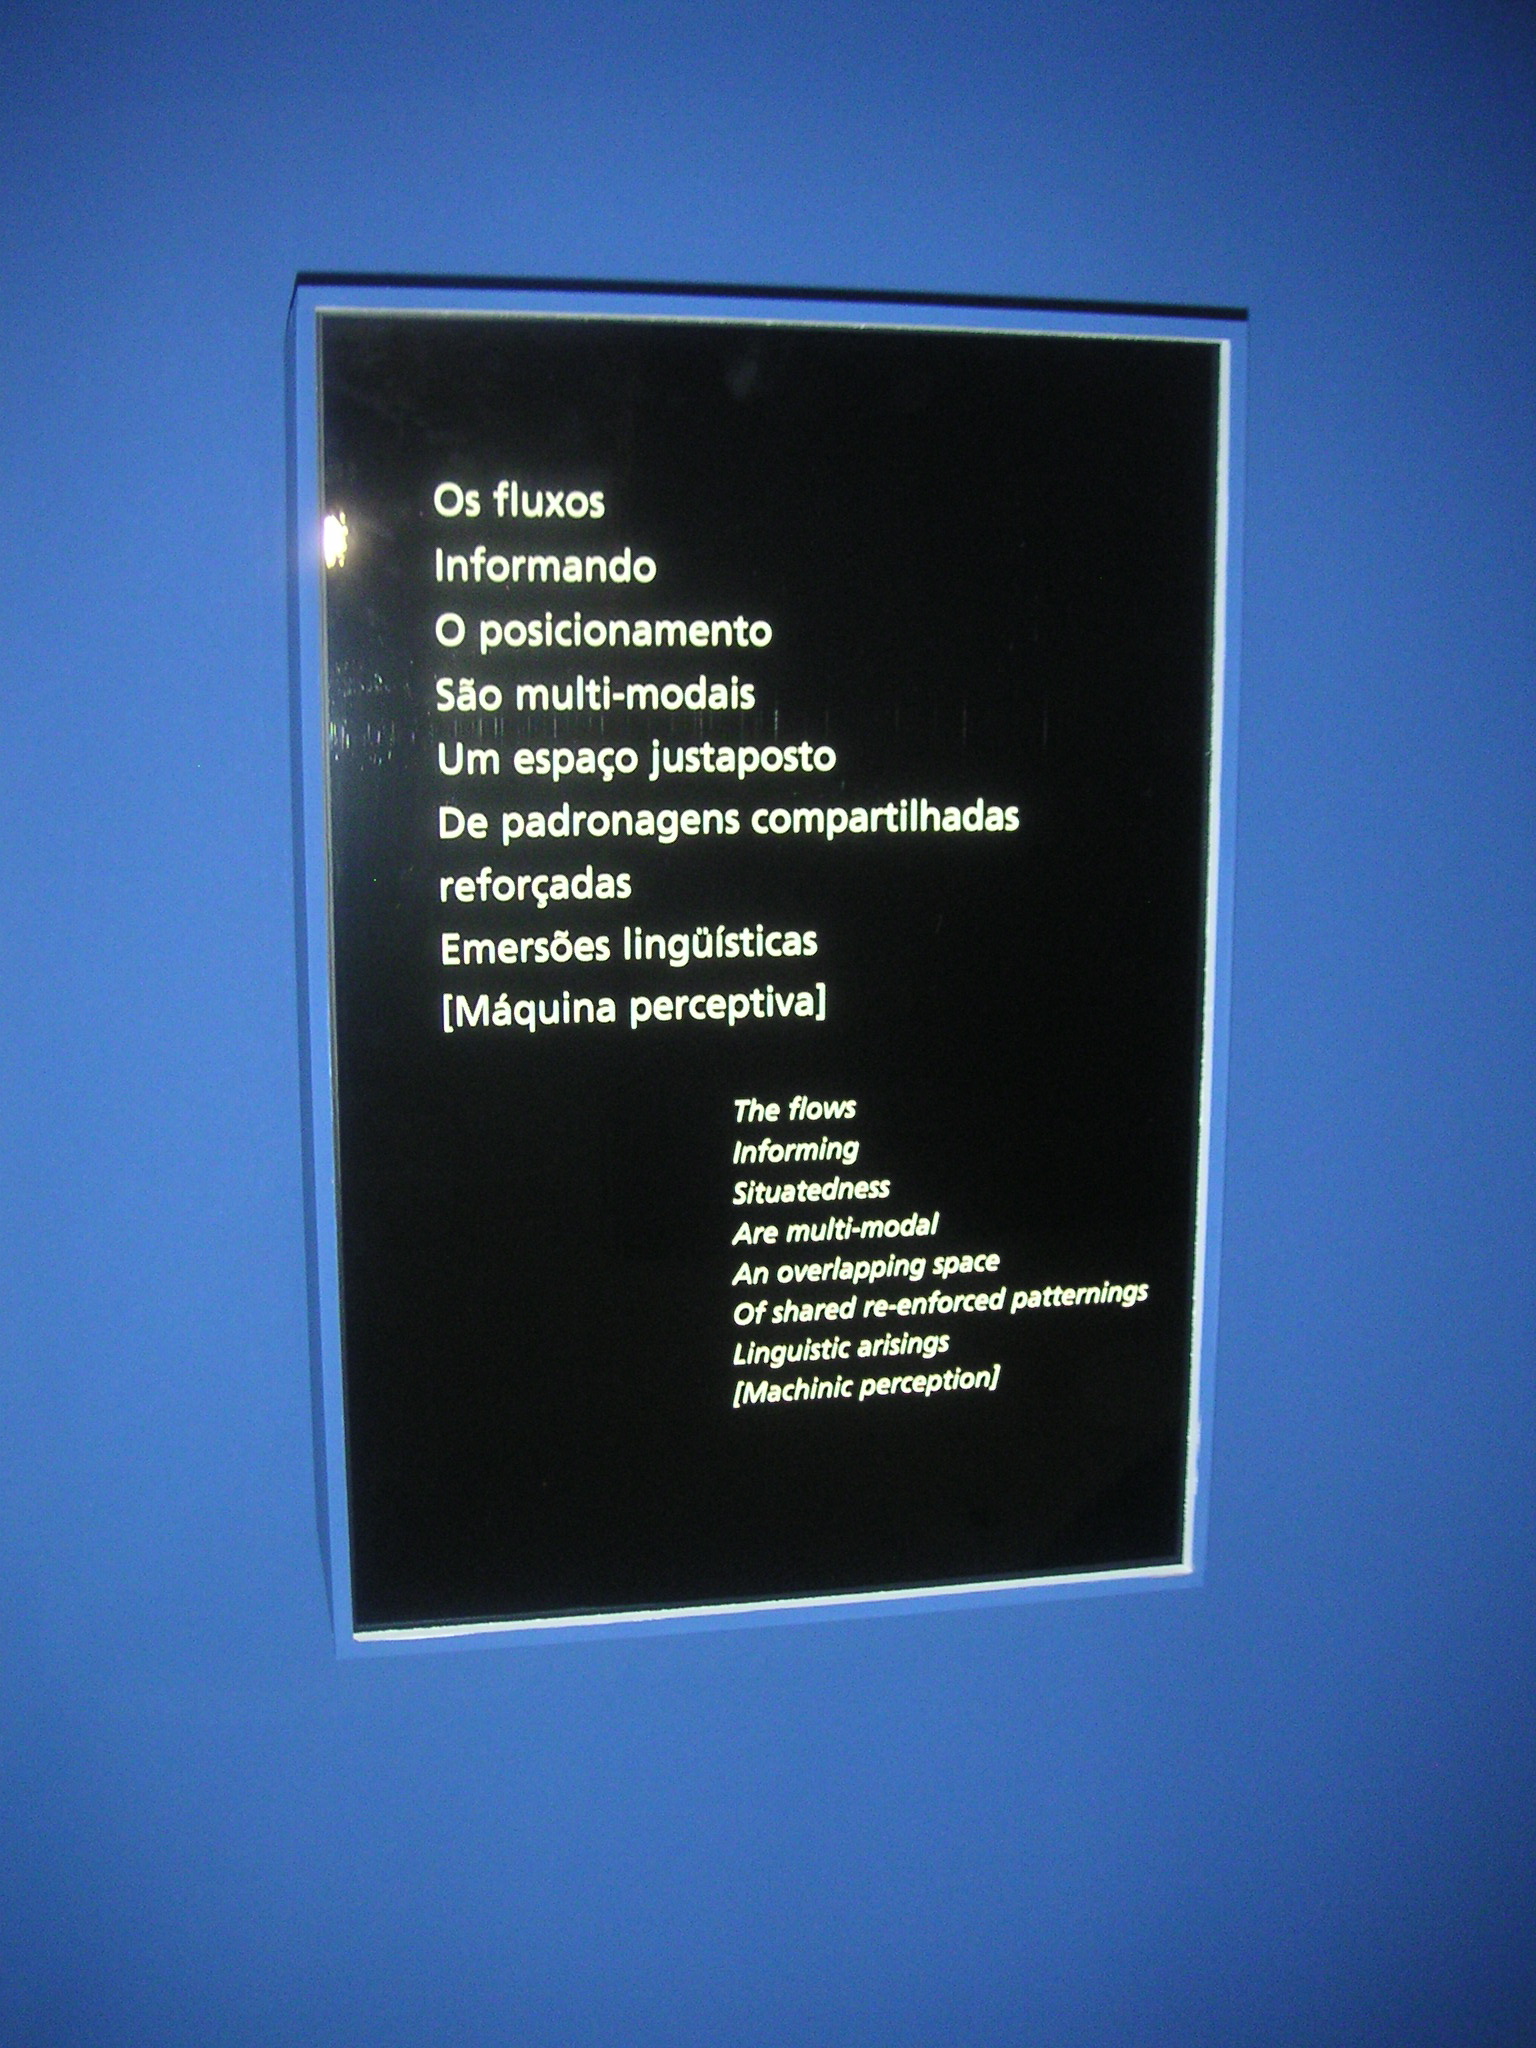 Os fluxos
Informando
O posicionamento
São multi-modais
Um espaço justaposto
De padronagens compartilhadas
reforçadas
Emersões lingüísticas
[Máquina perceptiva]
The flows
Informing
Situatedness
Are multi-modal
An overlapping space
Of shared re-enforced patternings
Linguistic arisings
[Machinic perception]